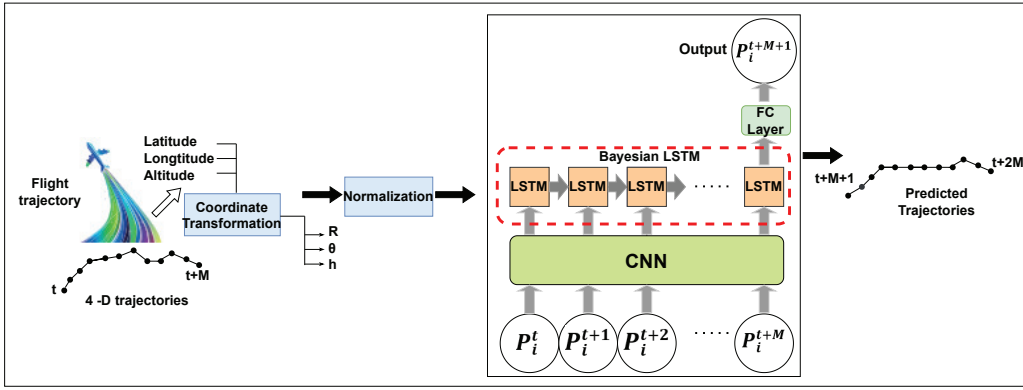 Flight
trajectory
Latitude
Longtitude
Altitude
Coordinate
Transformation
R
θ
h
t
t+M
4 -D trajectories
Normalization
Output
P_i^{t+M+1}
FC
Layer
Bayesian LSTM
LSTM
LSTM
LSTM
.....
LSTM
CNN
P_i^t
P_i^{t+1}
P_i^{t+2}
.....
P_i^{t+M}
t+M+1
t+2M
Predicted
Trajectories